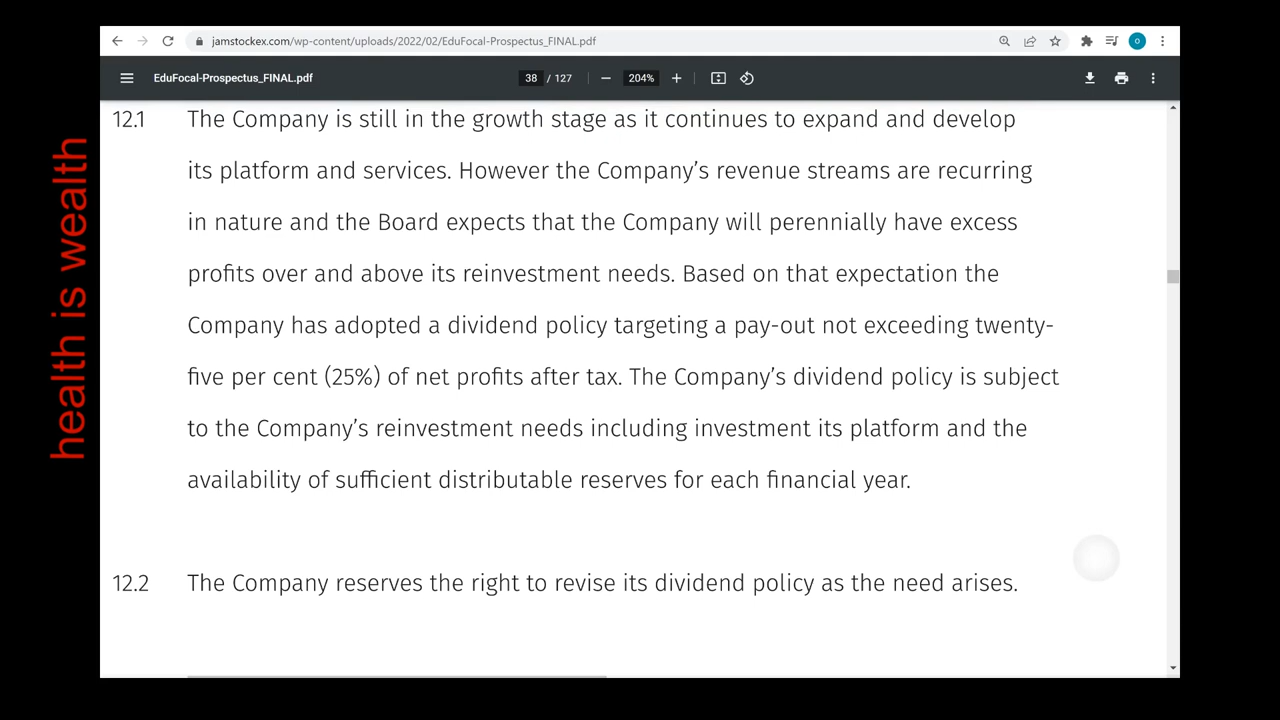 jamstockex.com/wp-content/uploads/2022/02/EduFocal-Prospectus_FINAL.pdf
o
EduFocal-Prospectus_FINAL.pdf
38 / 127
204%
health is wealth
12.1 The Company is still in the growth stage as it continues to expand and develop
its platform and services. However the Company’s revenue streams are recurring
in nature and the Board expects that the Company will perennially have excess
profits over and above its reinvestment needs. Based on that expectation the
Company has adopted a dividend policy targeting a pay-out not exceeding twenty-
five per cent (25%) of net profits after tax. The Company’s dividend policy is subject
to the Company’s reinvestment needs including investment its platform and the
availability of sufficient distributable reserves for each financial year.
12.2 The Company reserves the right to revise its dividend policy as the need arises.